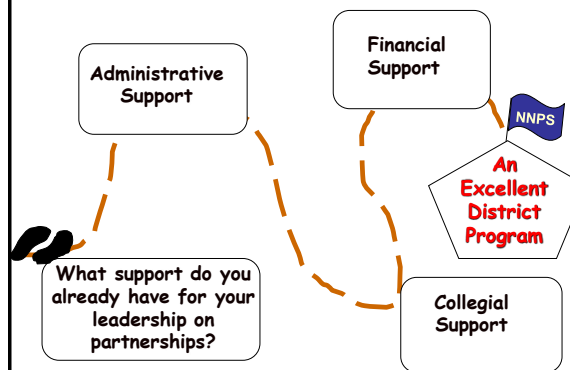 Administrative
Support
Financial
Support
NNPS
An
Excellent
District
Program
What support do you
already have for your
leadership on
partnerships?
Collegial
Support